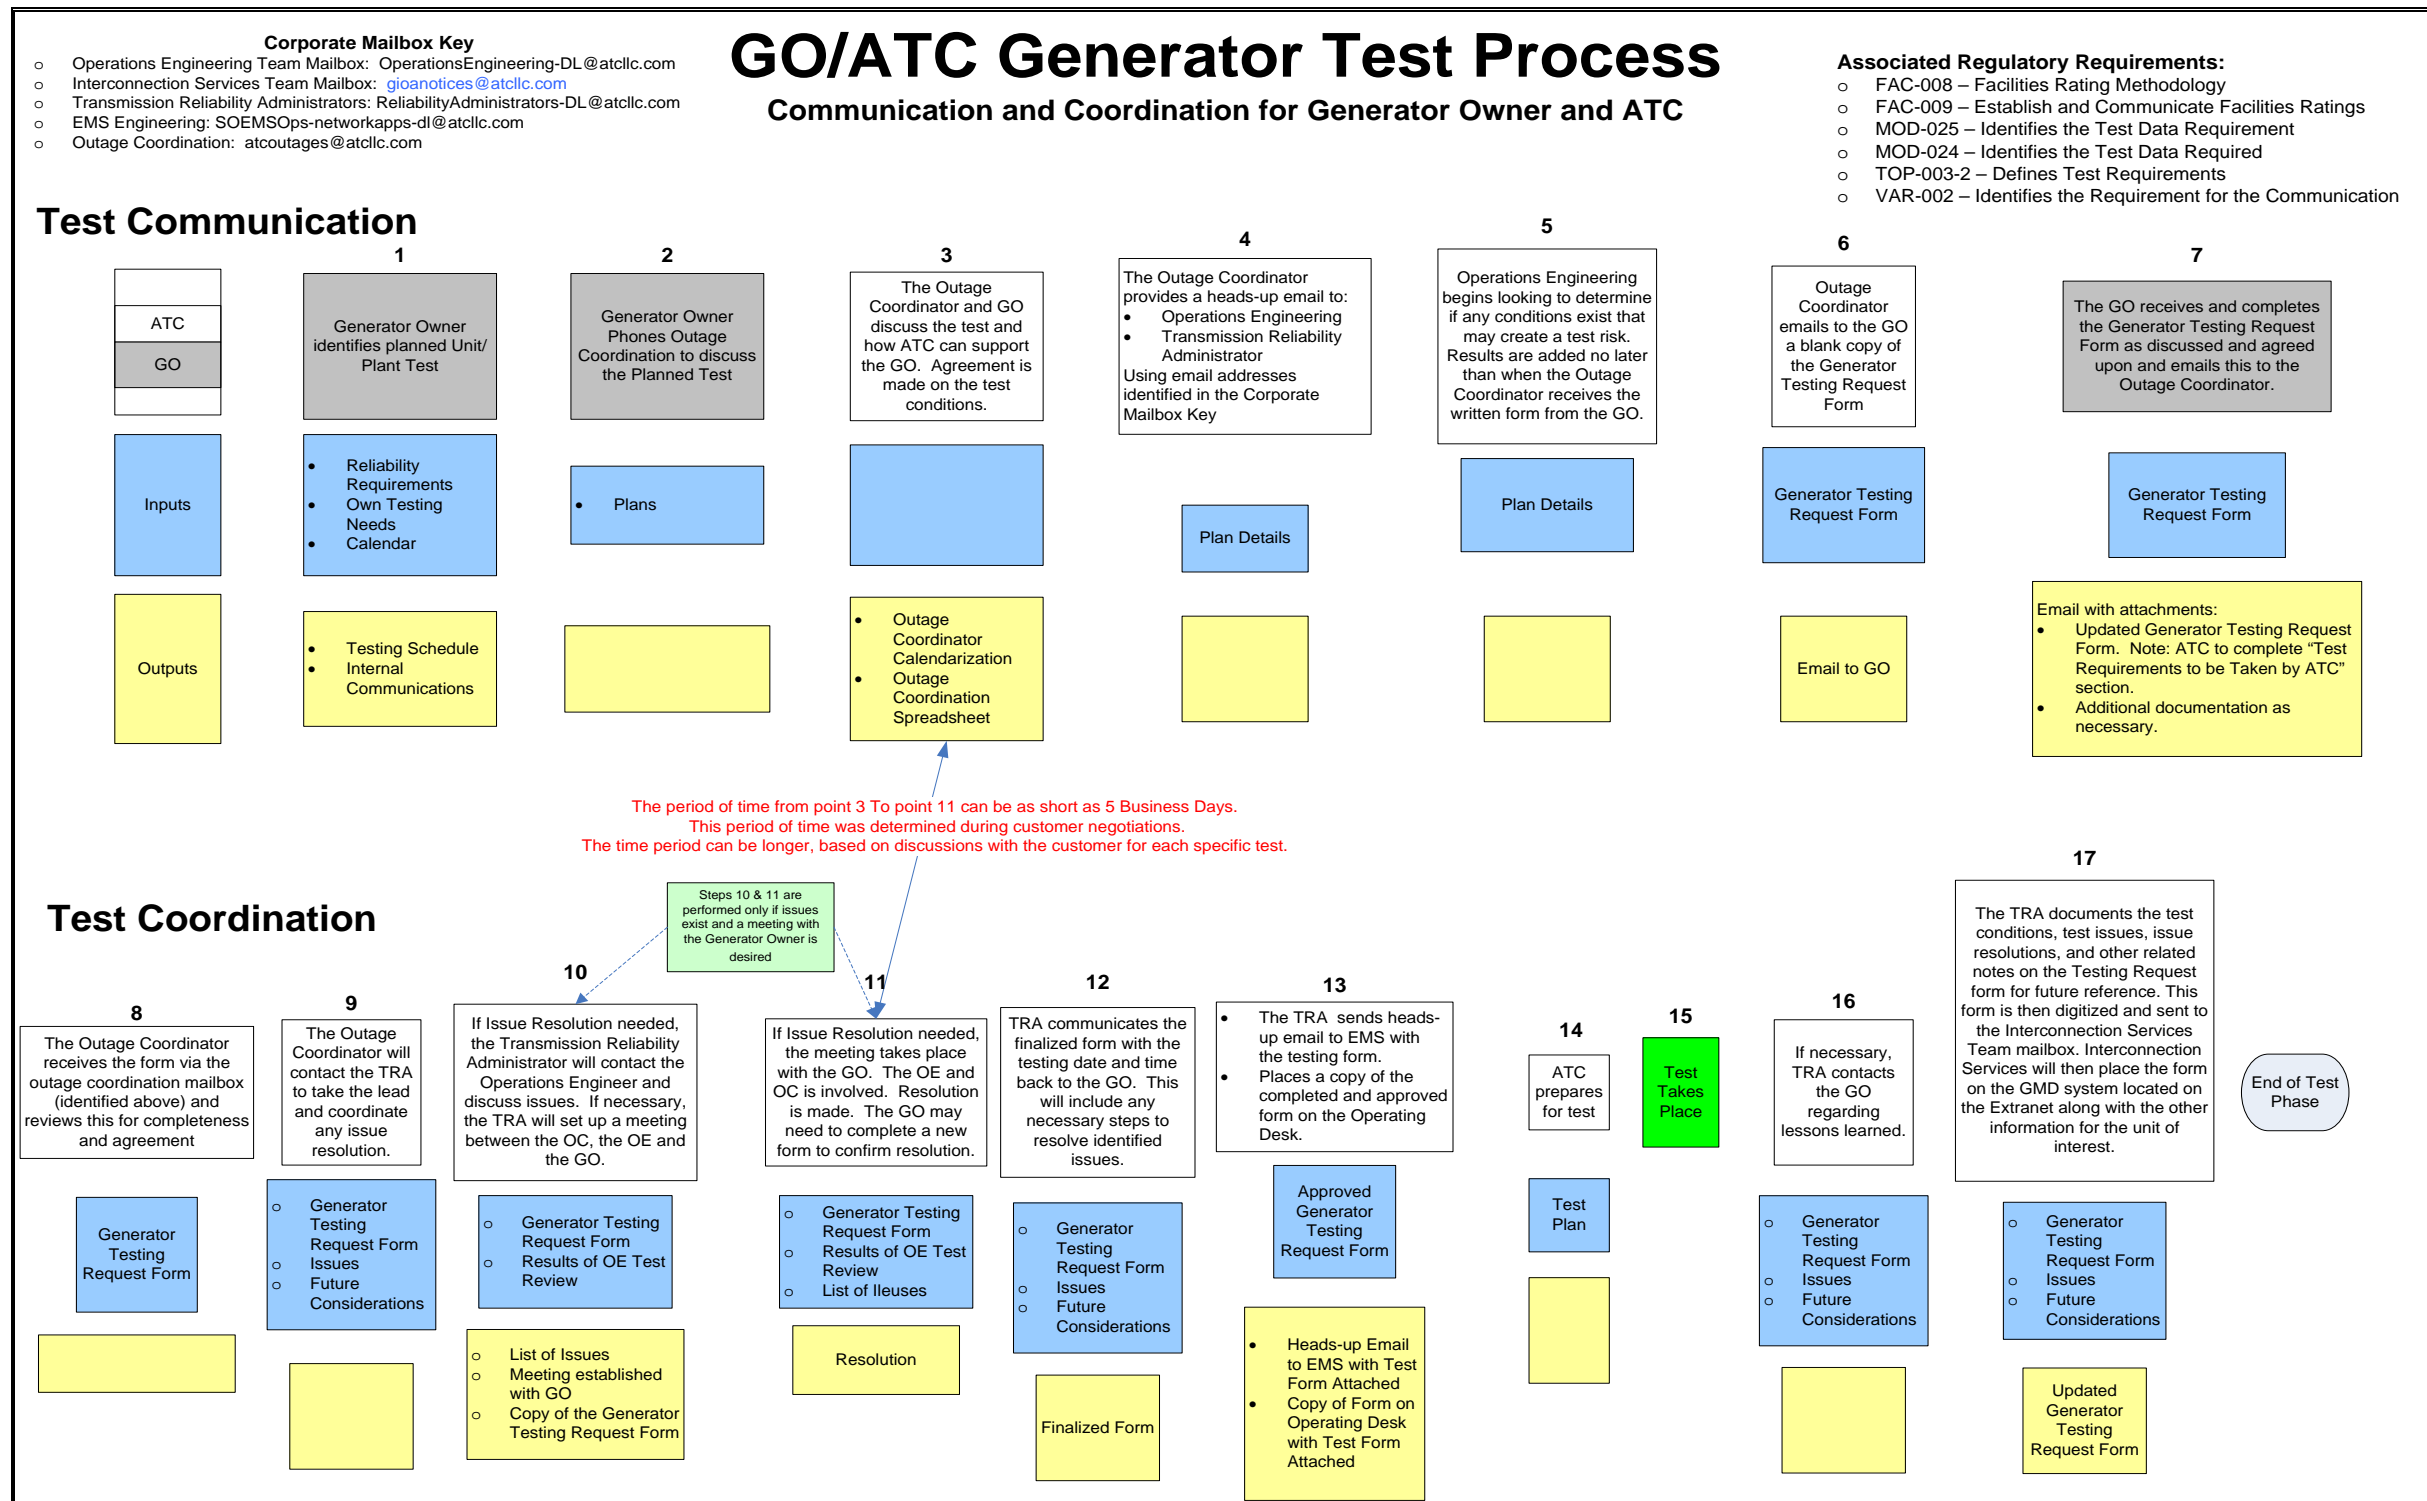 Corporate Mailbox Key
o Operations Engineering Team Mailbox: OperationsEngineering-DL@atcllc.com
o Interconnection Services Team Mailbox: gioanotices@atcllc.com
o Transmission Reliability Administrators: ReliabilityAdministrators-DL@atcllc.com
o EMS Engineering: SOEMSOps-networkapps-dl@atcllc.com
o Outage Coordination: atcoutages@atcllc.com
GO/ATC Generator Test Process
Communication and Coordination for Generator Owner and ATC
Associated Regulatory Requirements:
o FAC-008 – Facilities Rating Methodology
o FAC-009 – Establish and Communicate Facilities Ratings
o MOD-025 – Identifies the Test Data Requirement
o MOD-024 – Identifies the Test Data Required
o TOP-003-2 – Defines Test Requirements
o VAR-002 – Identifies the Requirement for the Communication
Test Communication
ATC
GO
Inputs
Outputs
1
Generator Owner
identifies planned Unit/
Plant Test
• Reliability
Requirements
• Own Testing
Needs
• Calendar
• Testing Schedule
• Internal
Communications
2
Generator Owner
Phones Outage
Coordination to discuss
the Planned Test
• Plans
3
The Outage
Coordinator and GO
discuss the test and
how ATC can support
the GO. Agreement is
made on the test
conditions.
• Outage
Coordinator
Calendarization
• Outage
Coordination
Spreadsheet
4
The Outage Coordinator
provides a heads-up email to:
• Operations Engineering
• Transmission Reliability
Administrator
Using email addresses
identified in the Corporate
Mailbox Key
Plan Details
5
Operations Engineering
begins looking to determine
if any conditions exist that
may create a test risk.
Results are added no later
than when the Outage
Coordinator receives the
written form from the GO.
Plan Details
6
Outage
Coordinator
emails to the GO
a blank copy of
the Generator
Testing Request
Form
Generator Testing
Request Form
Email to GO
7
The GO receives and completes
the Generator Testing Request
Form as discussed and agreed
upon and emails this to the
Outage Coordinator.
Generator Testing
Request Form
Email with attachments:
• Updated Generator Testing Request
Form. Note: ATC to complete “Test
Requirements to be Taken by ATC”
section.
• Additional documentation as
necessary.
The period of time from point 3 To point 11 can be as short as 5 Business Days.
This period of time was determined during customer negotiations.
The time period can be longer, based on discussions with the customer for each specific test.
Test Coordination
Steps 10 & 11 are
performed only if issues
exist and a meeting with
the Generator Owner is
desired
8
The Outage Coordinator
receives the form via the
outage coordination mailbox
(identified above) and
reviews this for completeness
and agreement
Generator
Testing
Request Form
9
The Outage
Coordinator will
contact the TRA
to take the lead
and coordinate
any issue
resolution.
o Generator
Testing
Request Form
o Issues
o Future
Considerations
10
If Issue Resolution needed,
the Transmission Reliability
Administrator will contact the
Operations Engineer and
discuss issues. If necessary,
the TRA will set up a meeting
between the OC, the OE and
the GO.
o Generator Testing
Request Form
o Results of OE Test
Review
o List of Issues
o Meeting established
with GO
o Copy of the Generator
Testing Request Form
11
If Issue Resolution needed,
the meeting takes place
with the GO. The OE and
OC is involved. Resolution
is made. The GO may
need to complete a new
form to confirm resolution.
o Generator Testing
Request Form
o Results of OE Test
Review
o List of Ileuses
Resolution
12
TRA communicates the
finalized form with the
testing date and time
back to the GO. This
will include any
necessary steps to
resolve identified
issues.
o Generator
Testing
Request Form
o Issues
o Future
Considerations
Finalized Form
13
• The TRA sends heads-
up email to EMS with
the testing form.
• Places a copy of the
completed and approved
form on the Operating
Desk.
Approved
Generator
Testing
Request Form
• Heads-up Email
to EMS with Test
Form Attached
• Copy of Form on
Operating Desk
with Test Form
Attached
14
ATC
prepares
for test
Test
Plan
15
Test
Takes
Place
16
If necessary,
TRA contacts
the GO
regarding
lessons learned.
o Generator
Testing
Request Form
o Issues
o Future
Considerations
17
The TRA documents the test
conditions, test issues, issue
resolutions, and other related
notes on the Testing Request
form for future reference. This
form is then digitized and sent to
the Interconnection Services
Team mailbox. Interconnection
Services will then place the form
on the GMD system located on
the Extranet along with the other
information for the unit of
interest.
o Generator
Testing
Request Form
o Issues
o Future
Considerations
Updated
Generator
Testing
Request Form
End of Test
Phase